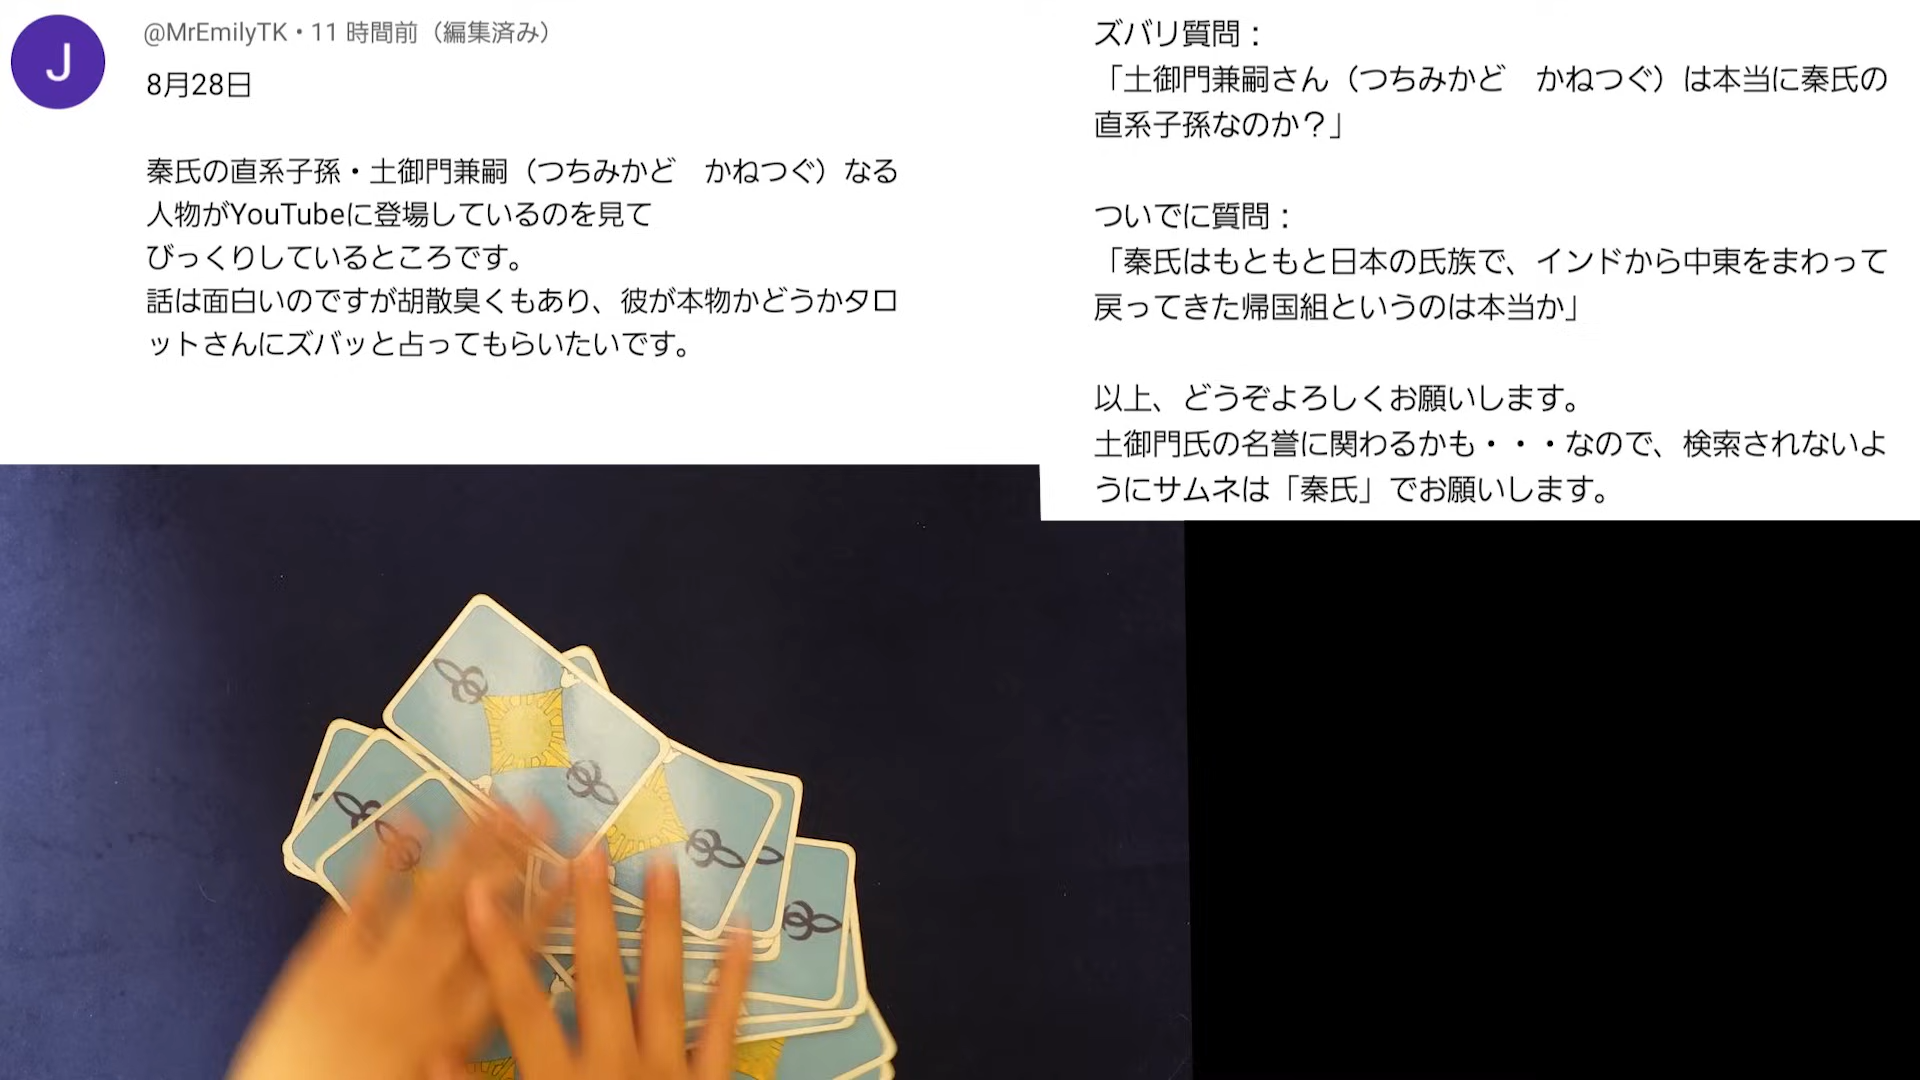 @MrEmilyTK・11 時間前（編集済み）
J
8月28日
秦氏の直系子孫・土御門兼嗣（つちみかど　かねつぐ）なる
人物がYouTubeに登場しているのを見て
びっくりしているところです。
話は面白いのですが胡散臭くもあり、彼が本物かどうかタロ
ットさんにズバッと占ってもらいたいです。
ズバリ質問：
「土御門兼嗣さん（つちみかど　かねつぐ）は本当に秦氏の
直系子孫なのか？」
ついでに質問：
「秦氏はもともと日本の氏族で、インドから中東をまわって
戻ってきた帰国組というのは本当か」
以上、どうぞよろしくお願いします。
土御門氏の名誉に関わるかも・・・なので、検索されないよ
うにサムネは「秦氏」でお願いします。